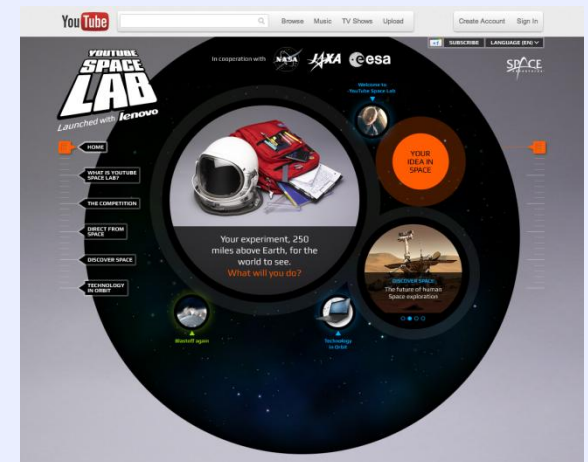 YouTube
Browse Music TV Shows Upload
Create Account Sign In
+1 SUBSCRIBE LANGUAGE (EN)
YOUTUBE
SPACE
LAB
Launched with lenovo
In cooperation with NASA JAXA esa
SPACE
Welcome to
YouTube Space Lab
HOME
WHAT IS YOUTUBE
SPACE LAB?
THE COMPETITION
DIRECT FROM
SPACE
DISCOVER SPACE
TECHNOLOGY
IN ORBIT
YOUR
IDEA IN
SPACE
Your experiment, 250
miles above Earth, for the
world to see.
What will you do?
DISCOVER SPACE
The future of human
Space exploration
Blastoff again
Technology
in Orbit